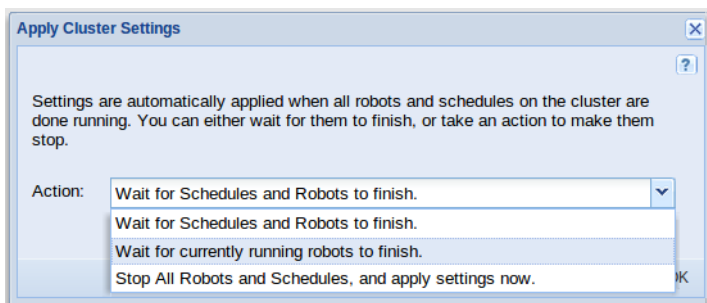 Apply Cluster Settings
Settings are automatically applied when all robots and schedules on the cluster are
done running. You can either wait for them to finish, or take an action to make them
stop.
Action: Wait for Schedules and Robots to finish.
Wait for Schedules and Robots to finish.
Wait for currently running robots to finish.
Stop All Robots and Schedules, and apply settings now.